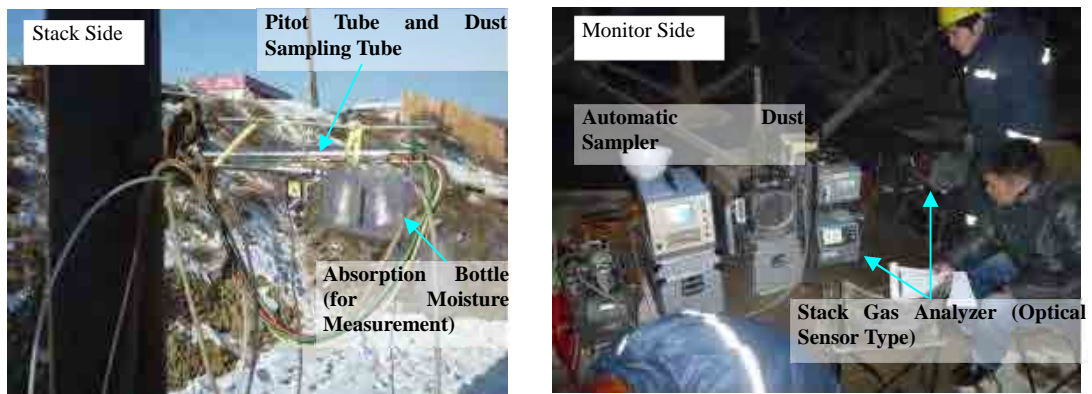 Stack Side
Pitot Tube and Dust
Sampling Tube
Absorption Bottle
(for Moisture
Measurement)
Monitor Side
Automatic Dust
Sampler
Stack Gas Analyzer (Optical
Sensor Type)